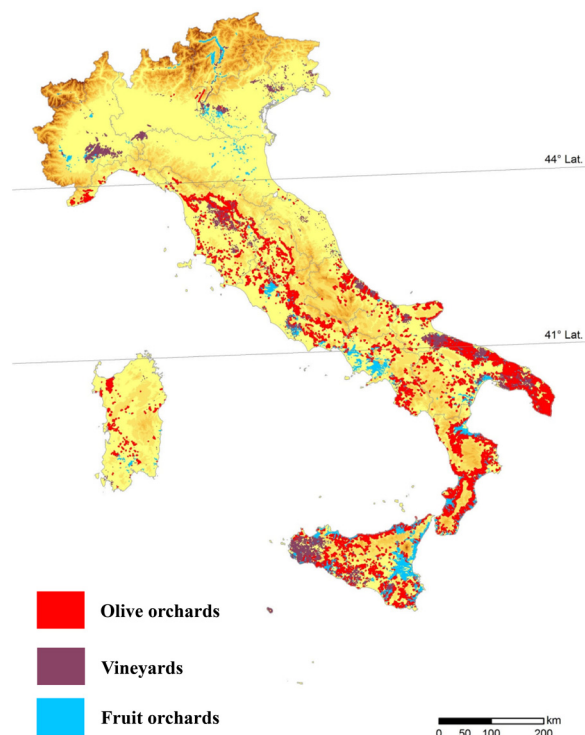 44° Lat.
41° Lat.
Olive orchards
Vineyards
Fruit orchards
km
0 50 100 200